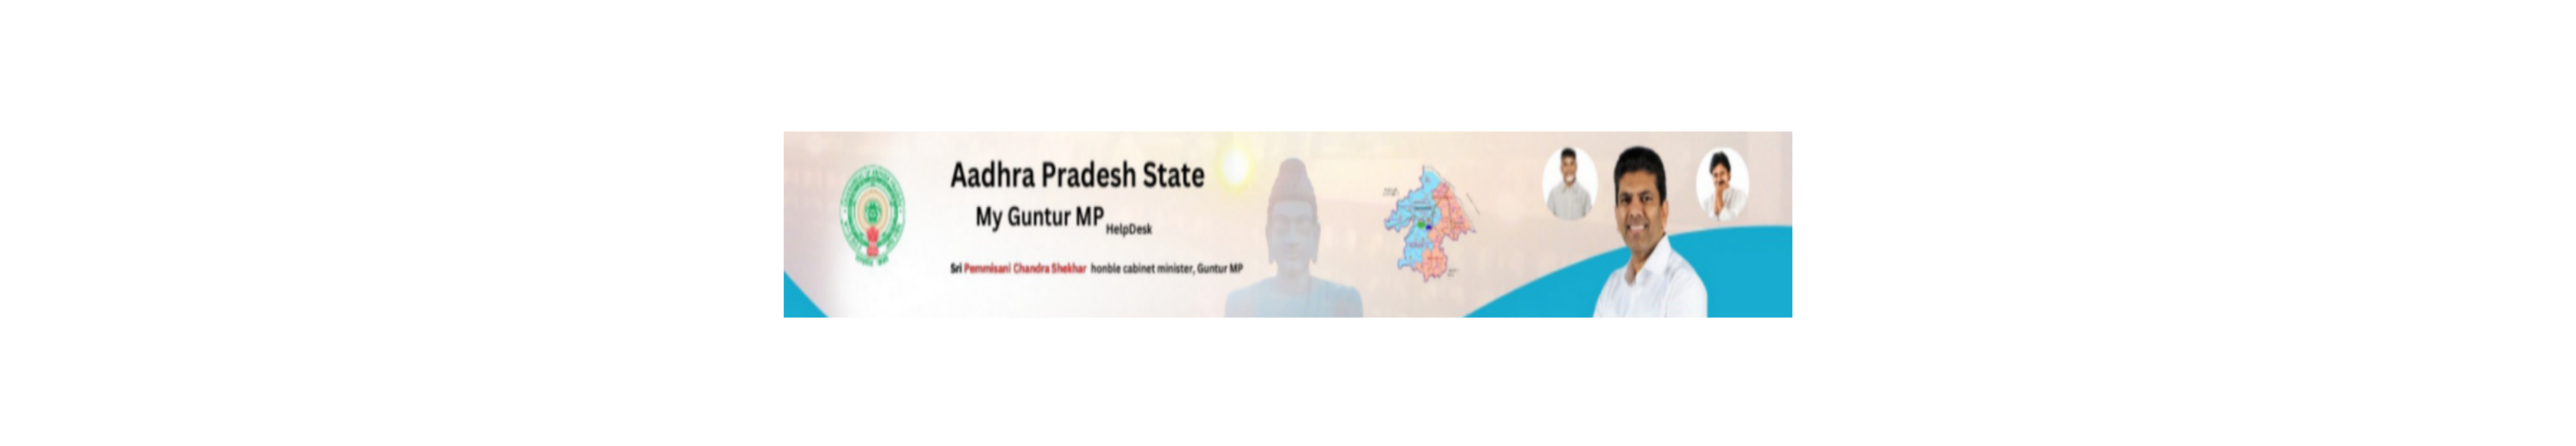 Aadhra Pradesh State
My Guntur MP HelpDesk
Sri Pemmisani Chandra Shekhar honble cabinet minister, Guntur MP